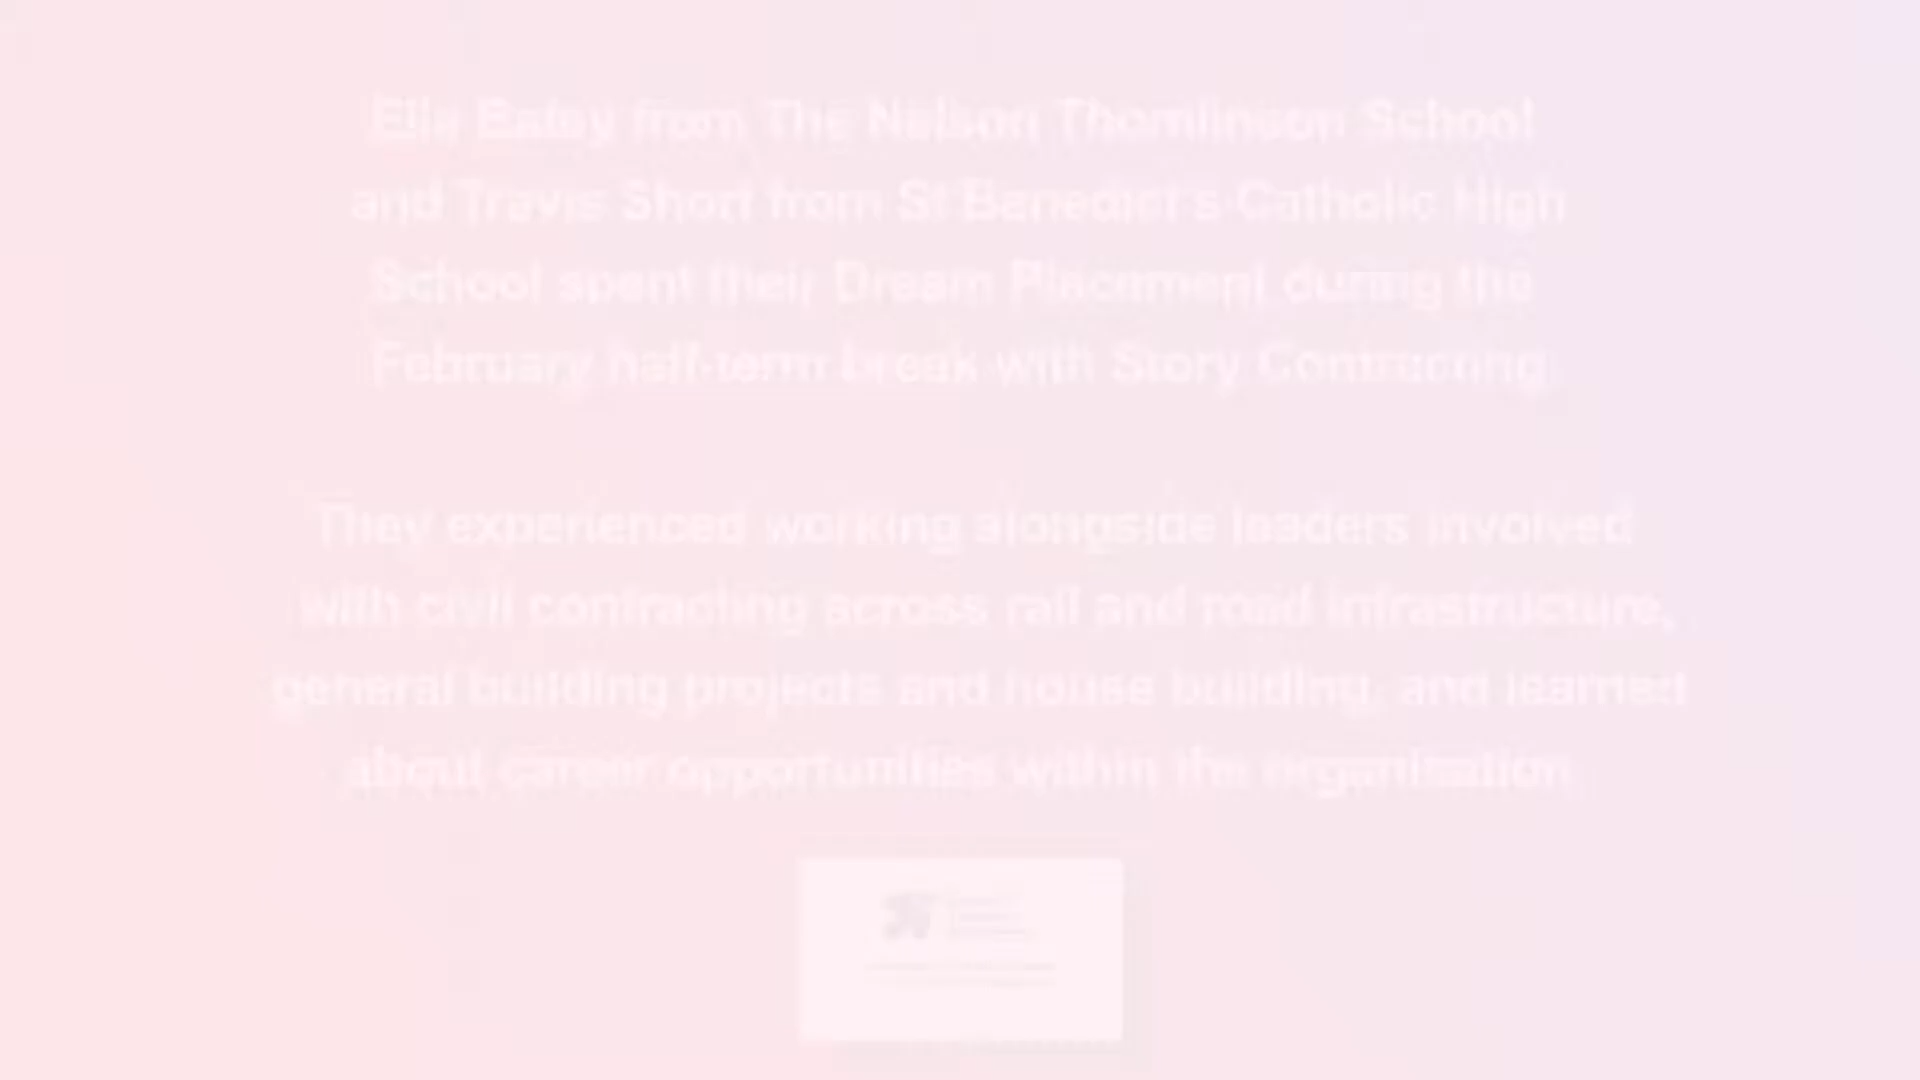 from The Nelson Thomlinson School
and Travis Short from St Benedict's Catholic High
School spent their Dream Placement during the
February half-term break with Story Contracting
They experienced working alongside leaders involved
with civil contracting across rail and road infrastructure,
general building projects and house building, and learned
about career opportunities within the organisation